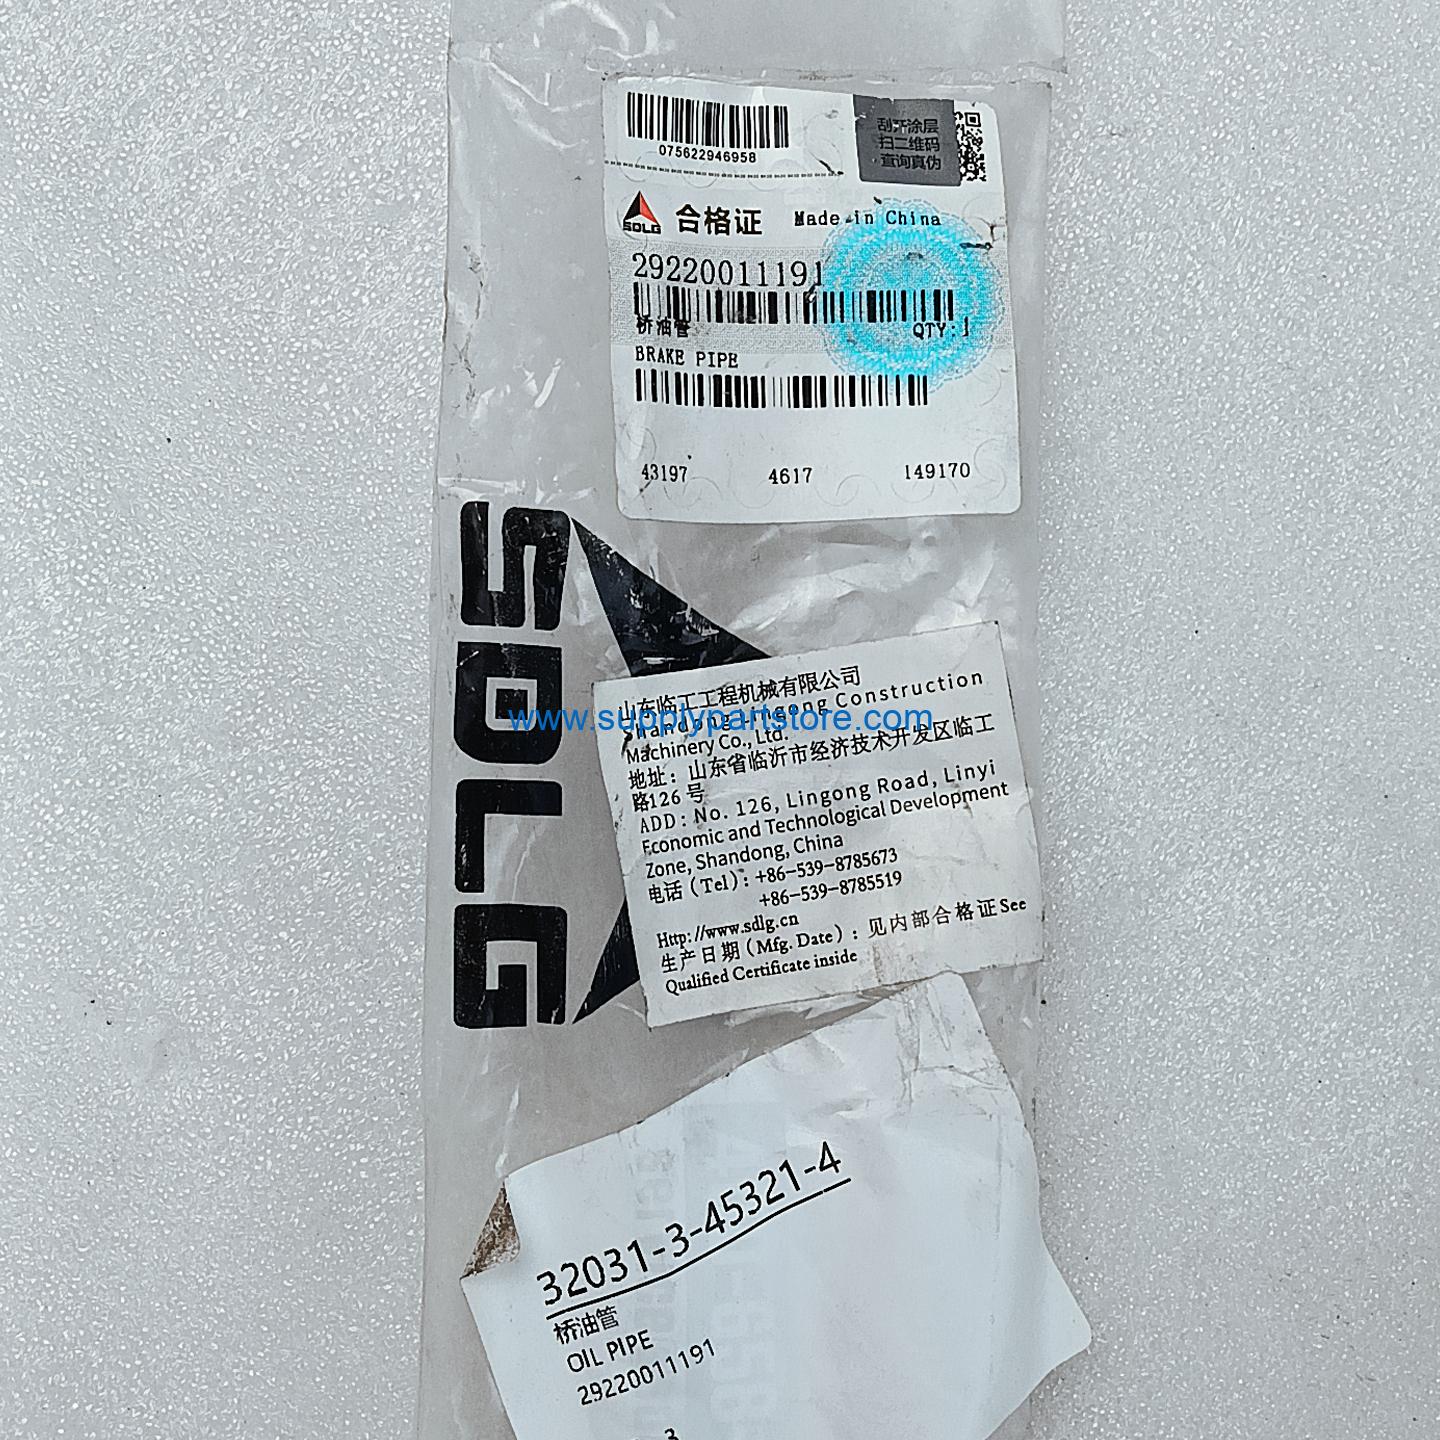 075622946958
刮开涂层
扫二维码
查询真伪
SDLG 合格证 Made in China
29220011191
桥油管 QTY:1
BRAKE PIPE
43197 4617 149170
SDLG
山东临工工程机械有限公司
Shandong Lingong Construction
Machinery Co., Ltd.
www.supplypartstore.com
地址：山东省临沂市经济技术开发区临工
路126 号
ADD: No. 126, Lingong Road, Linyi
Economic and Technological Development
Zone, Shandong, China
电话 (Tel) : +86-539-8785673
+86-539-8785519
Http://www.sdlg.cn
生产日期 (Mfg. Date) : 见内部合格证 See
Qualified Certificate inside
32031-3-45321-4
桥油管
OIL PIPE
29220011191
3